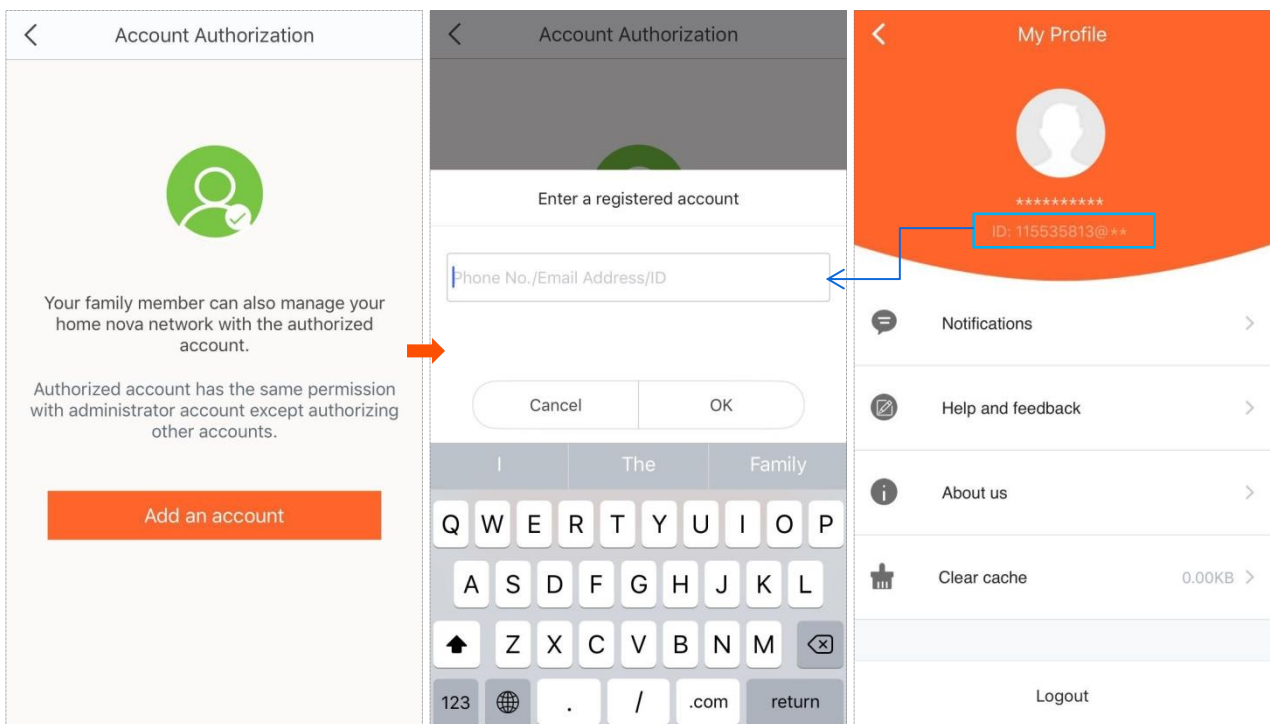 Account Authorization
Your family member can also manage your
home nova network with the authorized
account.
Authorized account has the same permission
with administrator account except authorizing
other accounts.
Add an account
Account Authorization
Enter a registered account
Phone No./Email Address/ID
Cancel OK
I The Family
Q W E R T Y U I O P
A S D F G H J K L
Z X C V B N M
123 . / .com return
My Profile
**********
ID: 115535813@**
Notifications
Help and feedback
About us
Clear cache 0.00KB
Logout